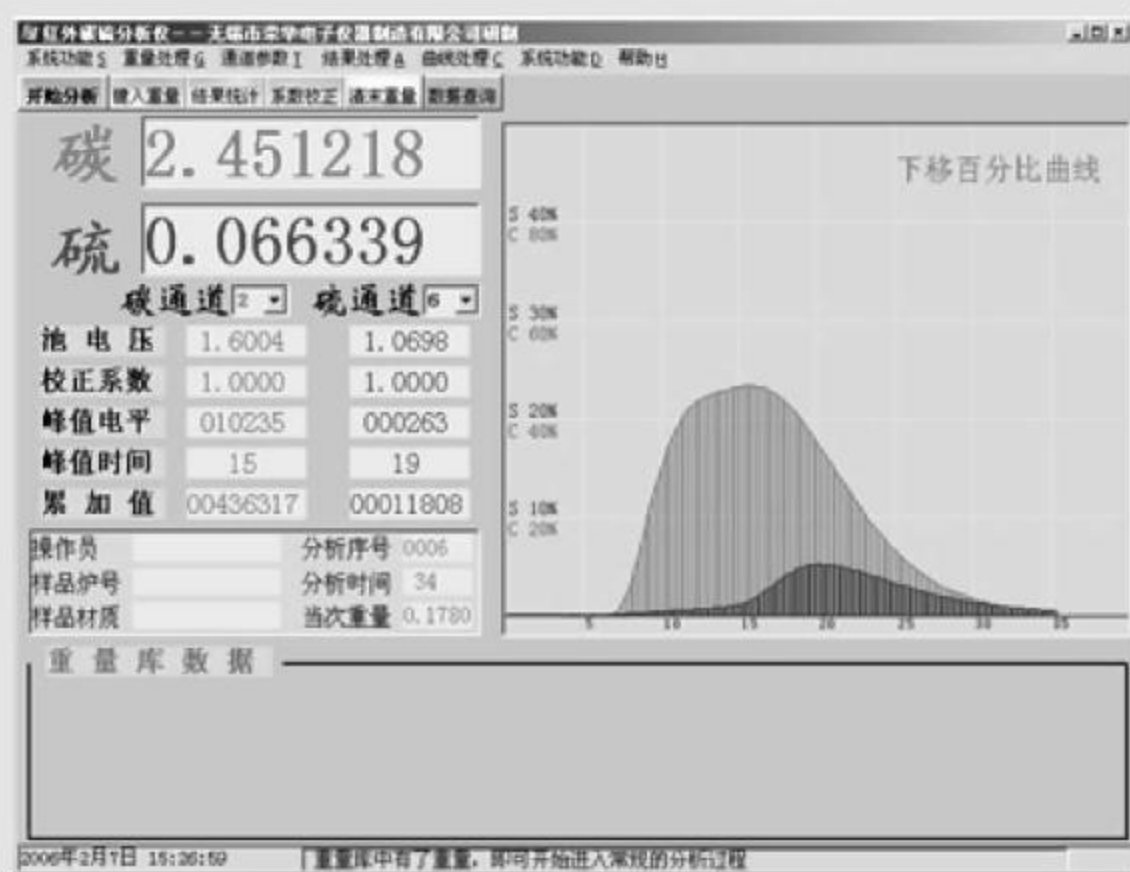 红外碳硫分析仪--无锡市荣华电子仪器制造有限公司研制
系统功能S 重量处理G 通道参数I 结果处理A 曲线处理C 系统功能D 帮助H
开始分析 键入重量 结果统计 系数校正 清末重量 数据查询
碳 2.451218
硫 0.066339
碳通道 2 硫通道 6
池电压 1.6004 1.0698
校正系数 1.0000 1.0000
峰值电平 010235 000263
峰值时间 15 19
累加值 00436317 00011808
操作员 分析序号 0006
样品炉号 分析时间 34
样品材质 当次重量 0.1780
下移百分比曲线
S 40%
C 80%
S 30%
C 60%
S 20%
C 40%
S 10%
C 20%
5 10 15 20 25 30 35
重量库数据
2006年2月7日 15:26:59 重量库中有了重量，即可开始进入常规的分析过程